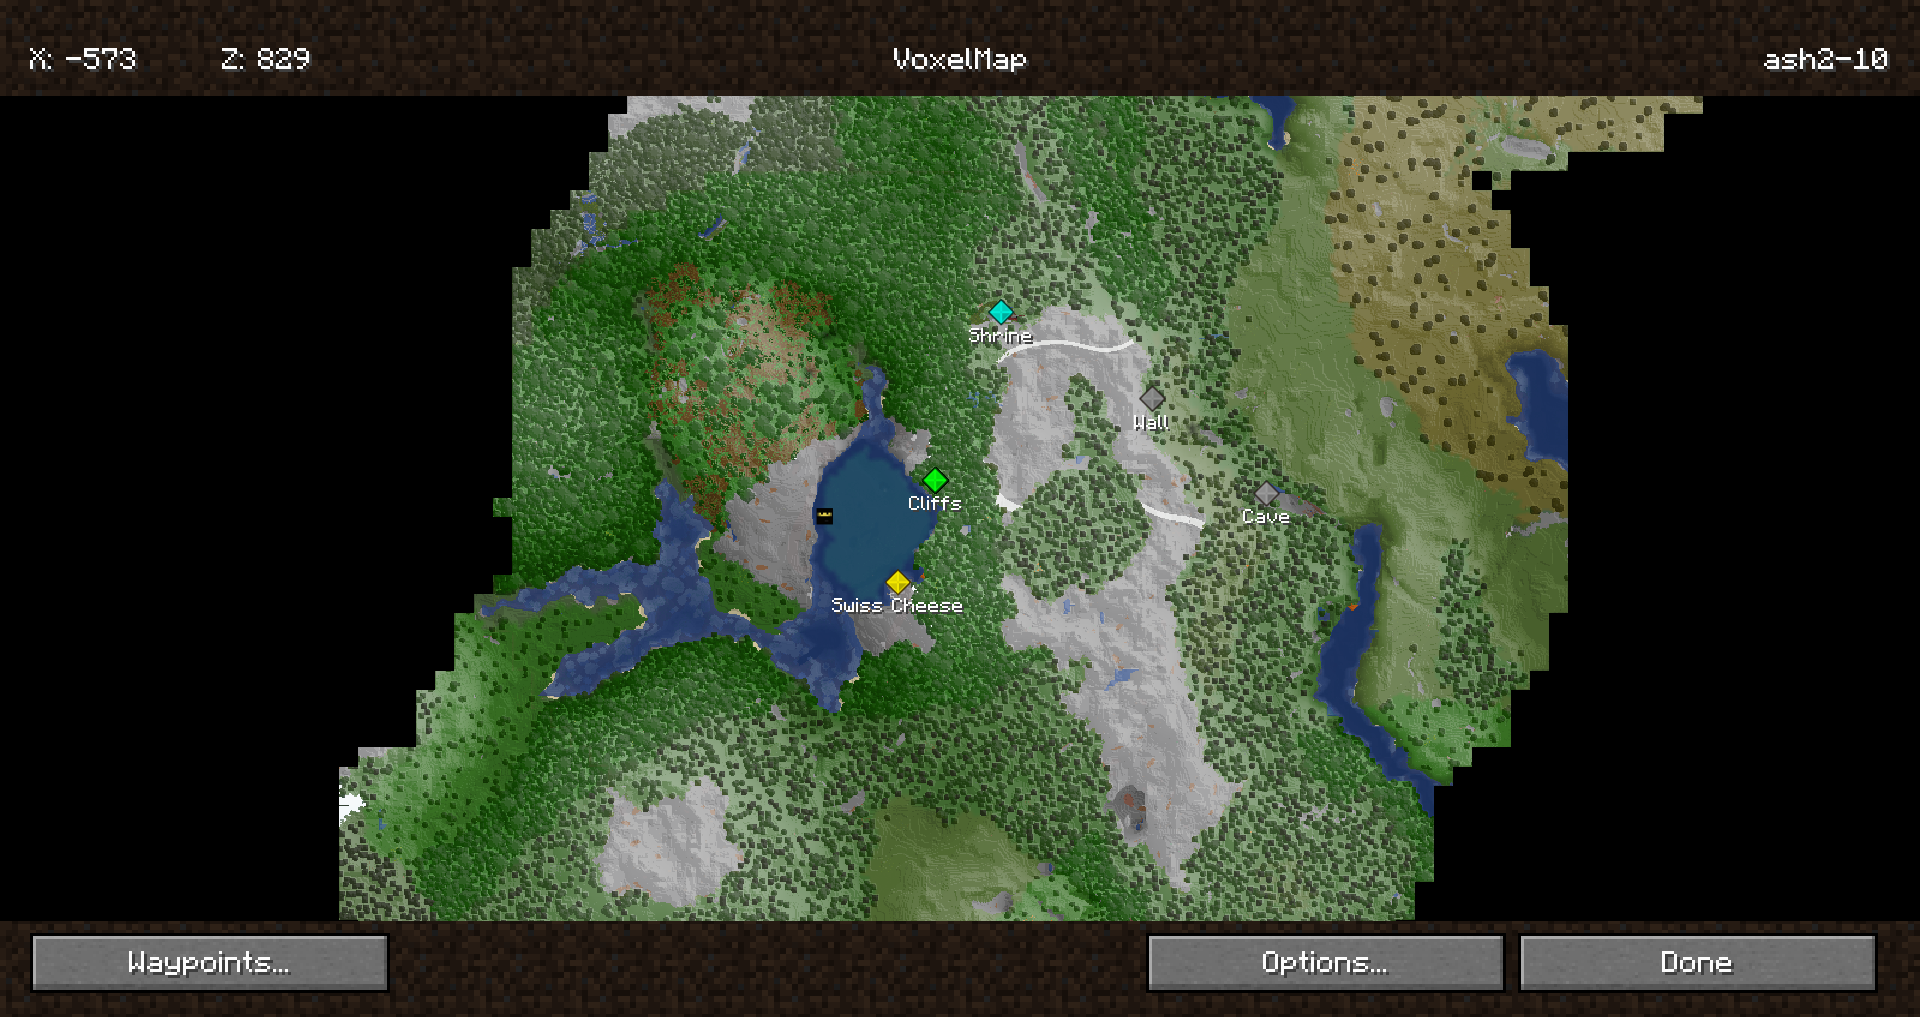 X: -573 Z: 829 VoxelMap ash2-10
Shrine
Wall
Cliffs
Cave
Swiss Cheese
Waypoints... Options... Done